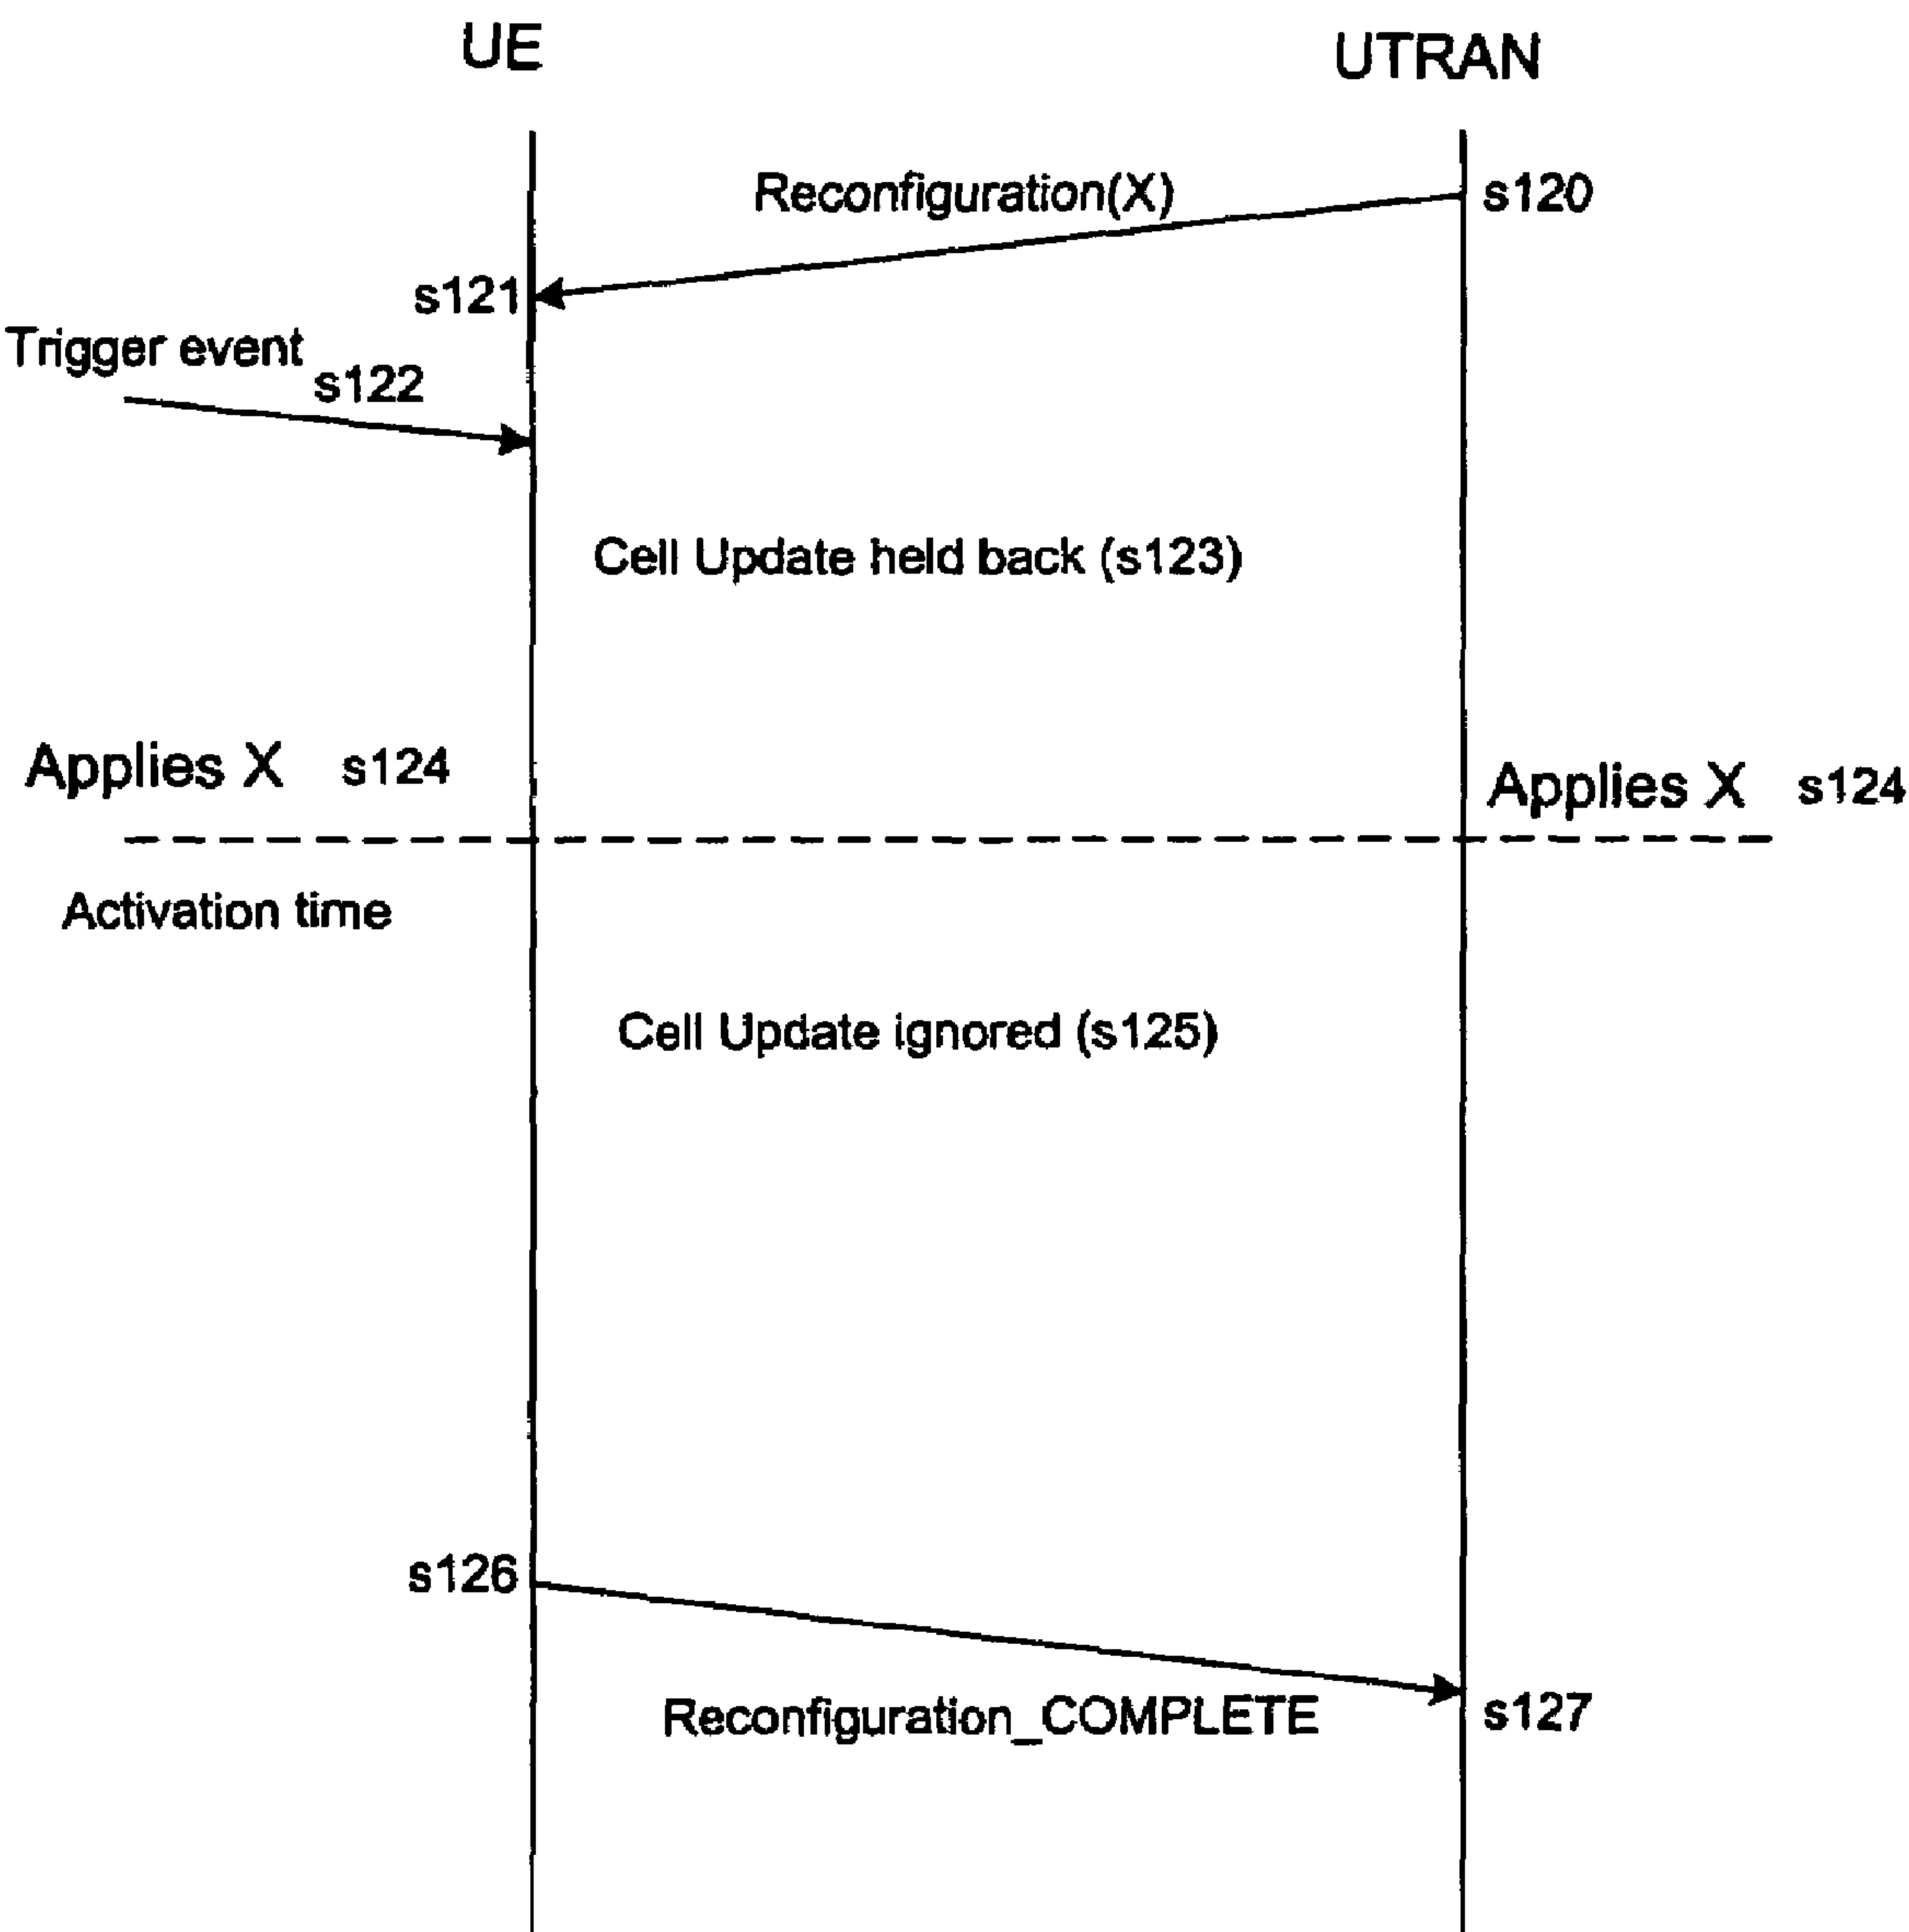 UE
UTRAN
Reconfiguration(X)
s120
s121
Trigger event
s122
Cell Update held back (s123)
Applies X s124
Applies X s124
Activation time
Cell Update ignored (s125)
s126
Reconfiguration_COMPLETE
s127